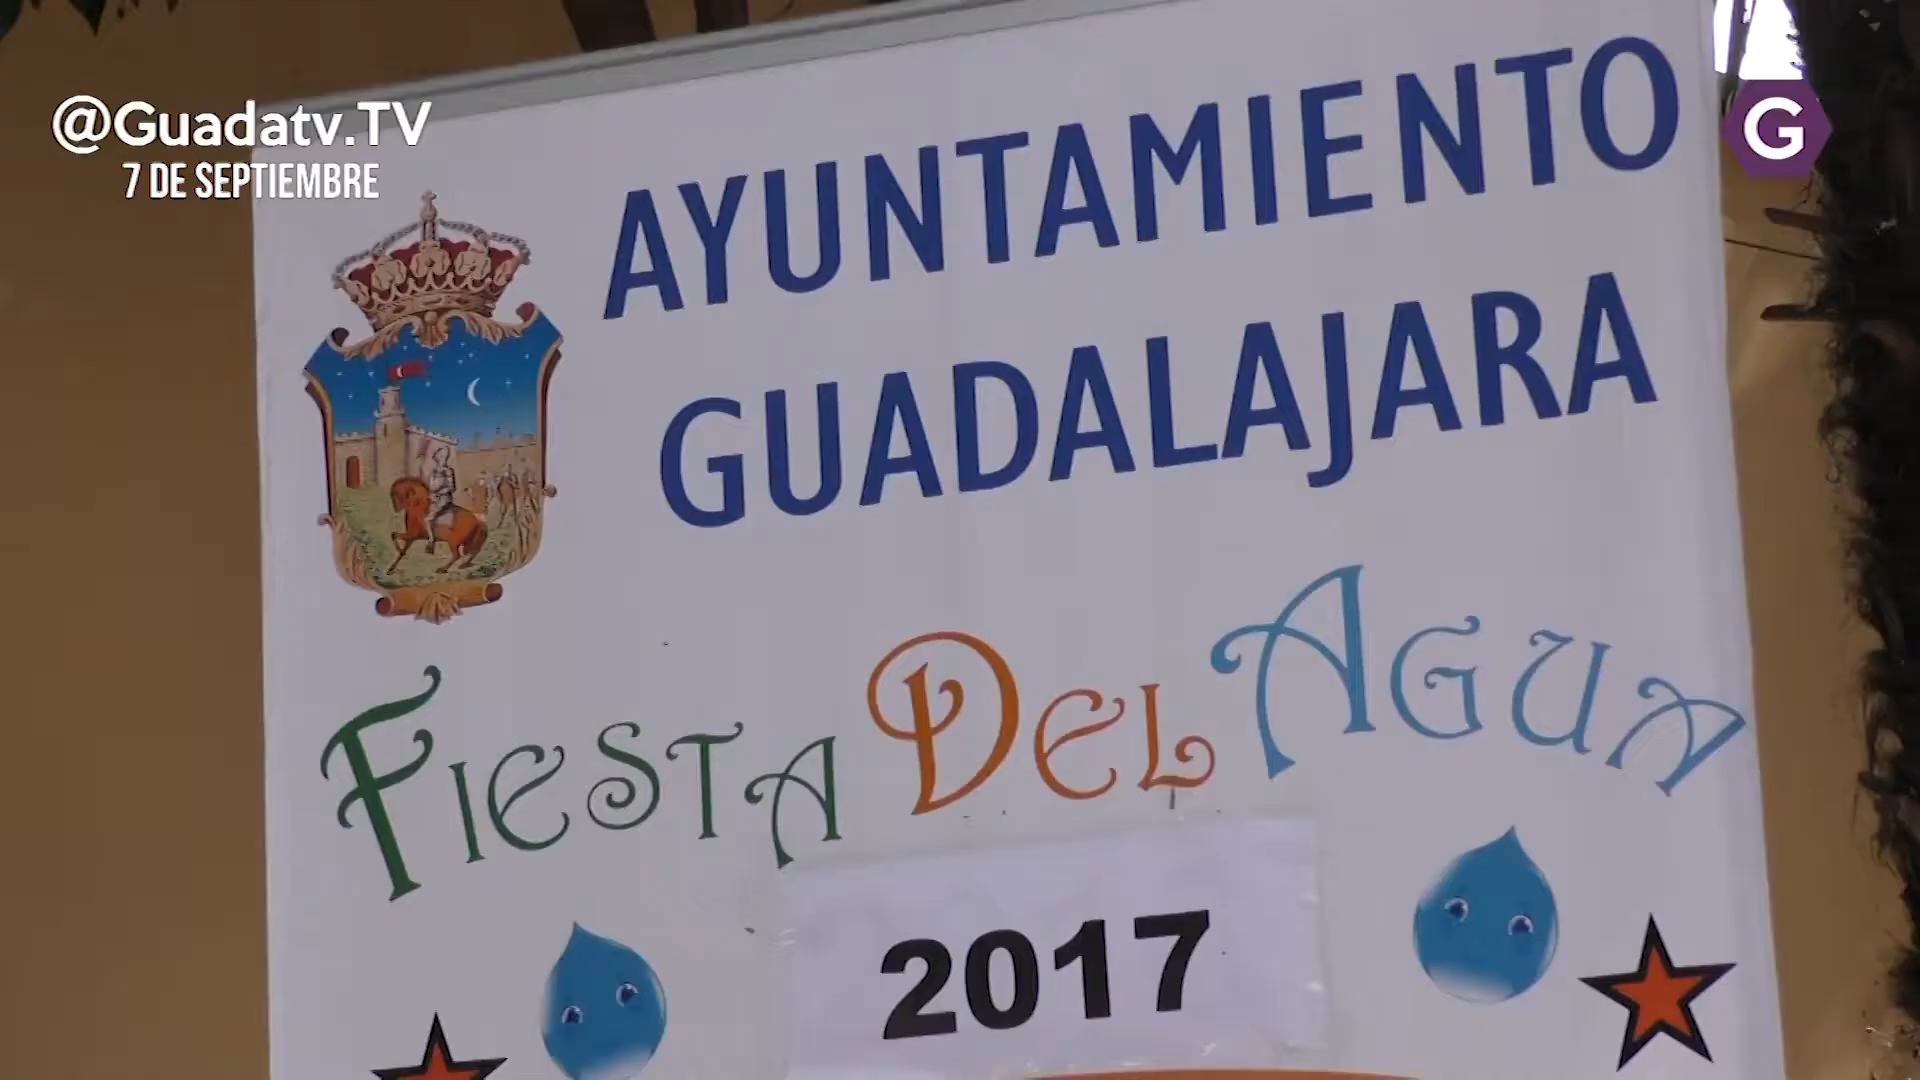 @Guadatv.TV
7 DE SEPTIEMBRE
G
AYUNTAMIENTO
GUADALAJARA
FIESTA DEL AGUA
2017